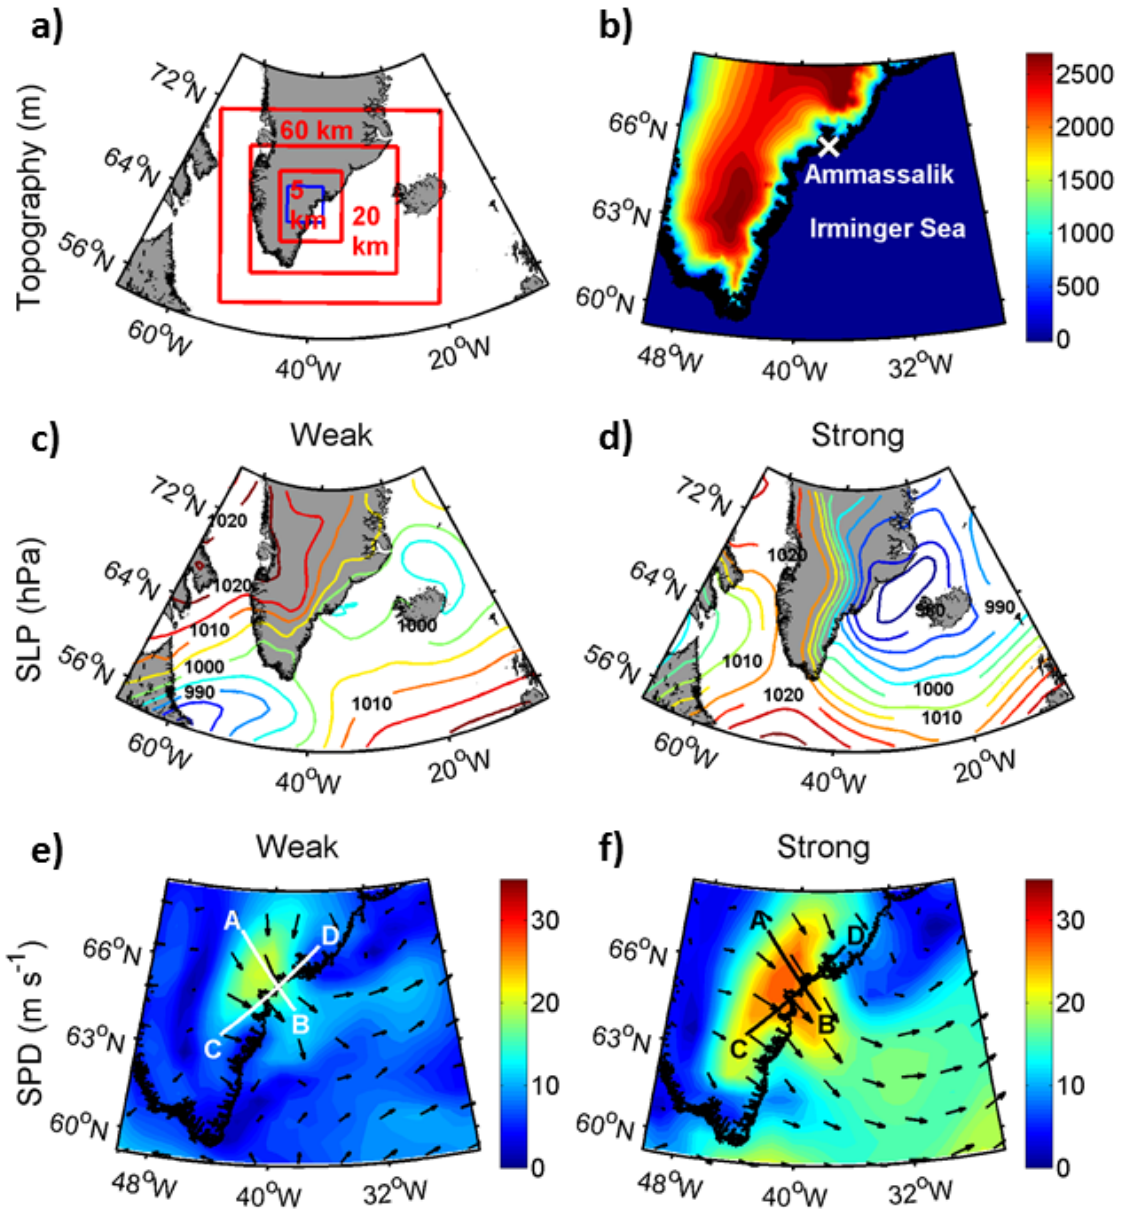 a)
b)
Topography (m)
72°N
64°N
56°N
60°W
40°W
20°W
60 km
5
km
20
km
66°N
63°N
60°N
48°W
40°W
32°W
Ammassalik
Irminger Sea
2500
2000
1500
1000
500
0
c)
Weak
d)
Strong
SLP (hPa)
72°N
64°N
56°N
60°W
40°W
20°W
1020
1020
1010
1000
990
1000
1010
72°N
64°N
56°N
60°W
40°W
20°W
1020
1010
1020
980
990
1000
1010
e)
Weak
f)
Strong
SPD (m s⁻¹)
66°N
63°N
60°N
48°W
40°W
32°W
A
D
B
C
30
20
10
0
66°N
63°N
60°N
48°W
40°W
32°W
A
D
B
C
30
20
10
0